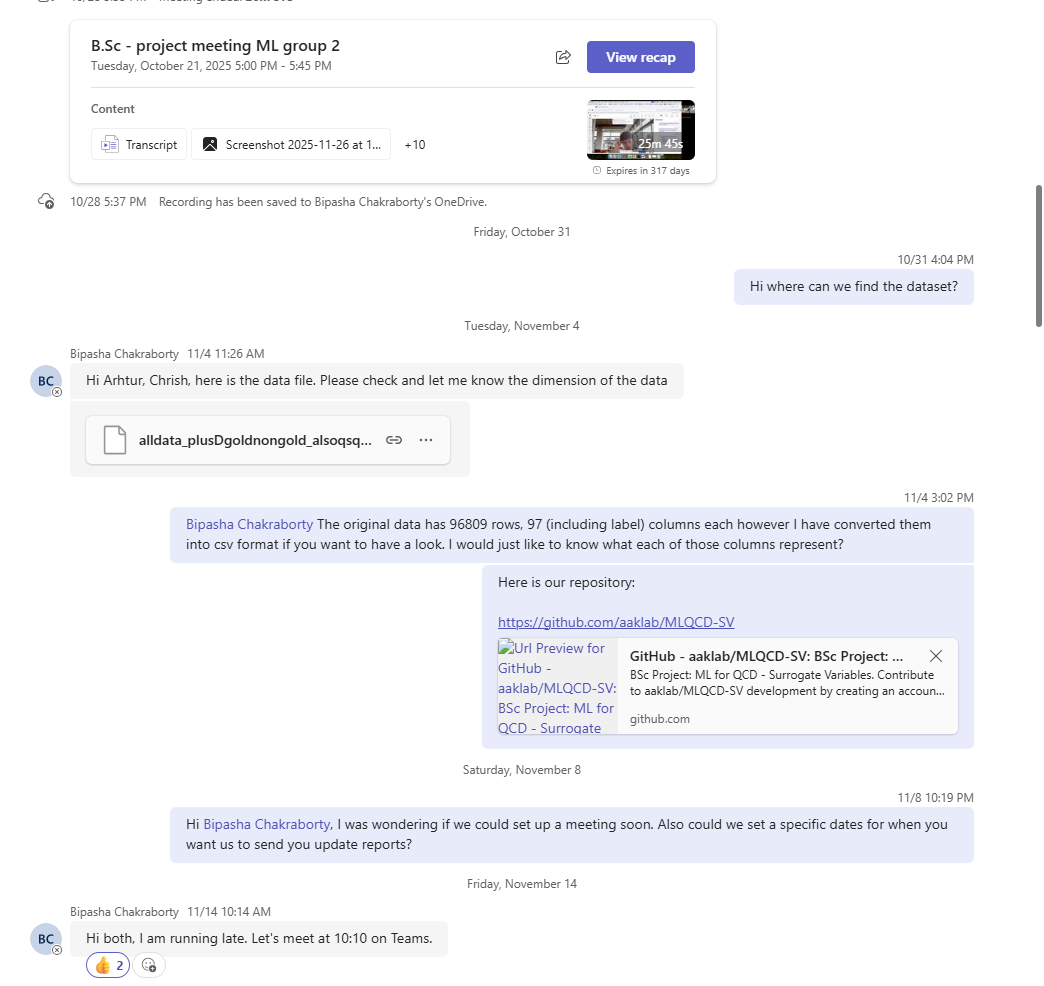 B.Sc - project meeting ML group 2
Tuesday, October 21, 2025 5:00 PM - 5:45 PM
View recap
Content
Transcript
Screenshot 2025-11-26 at 1...
+10
25m 45s
Expires in 317 days
10/28 5:37 PM Recording has been saved to Bipasha Chakraborty's OneDrive.
Friday, October 31
10/31 4:04 PM
Hi where can we find the dataset?
Tuesday, November 4
Bipasha Chakraborty 11/4 11:26 AM
BC
Hi Arhtur, Chrish, here is the data file. Please check and let me know the dimension of the data
alldata_plusDgoldnongold_alsoqsq...
11/4 3:02 PM
Bipasha Chakraborty The original data has 96809 rows, 97 (including label) columns each however I have converted them
into csv format if you want to have a look. I would just like to know what each of those columns represent?
Here is our repository:
https://github.com/aaklab/MLQCD-SV
Url Preview for
GitHub -
aaklab/MLQCD-SV:
BSc Project: ML for
QCD - Surrogate
GitHub - aaklab/MLQCD-SV: BSc Project: ...
BSc Project: ML for QCD - Surrogate Variables. Contribute
to aaklab/MLQCD-SV development by creating an accoun...
github.com
Saturday, November 8
11/8 10:19 PM
Hi Bipasha Chakraborty, I was wondering if we could set up a meeting soon. Also could we set a specific dates for when you
want us to send you update reports?
Friday, November 14
Bipasha Chakraborty 11/14 10:14 AM
BC
Hi both, I am running late. Let's meet at 10:10 on Teams.
👍 2